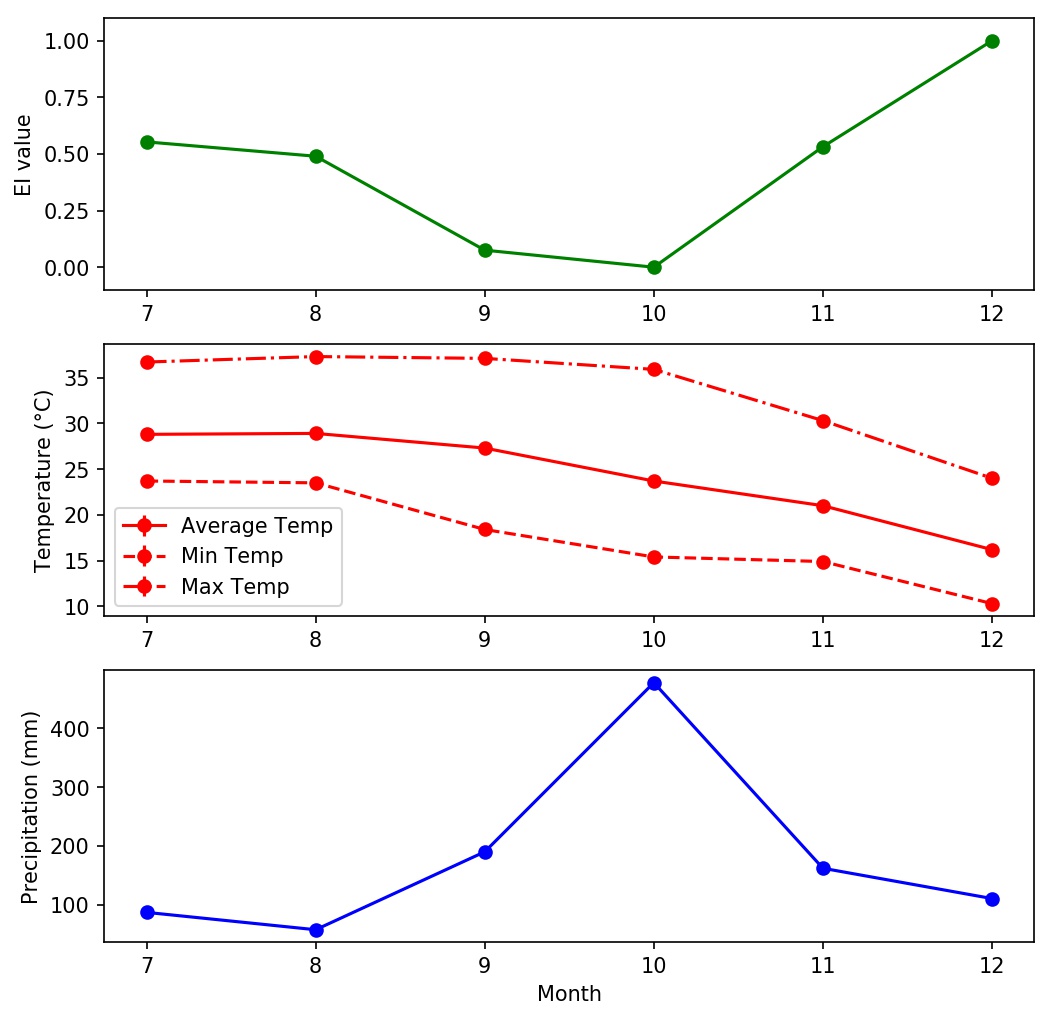 1.00
0.75
0.50
0.25
0.00
EI value
7 8 9 10 11 12
35
30
25
20
15
10
Temperature (°C)
Average Temp
Min Temp
Max Temp
7 8 9 10 11 12
400
300
200
100
Precipitation (mm)
7 8 9 10 11 12
Month